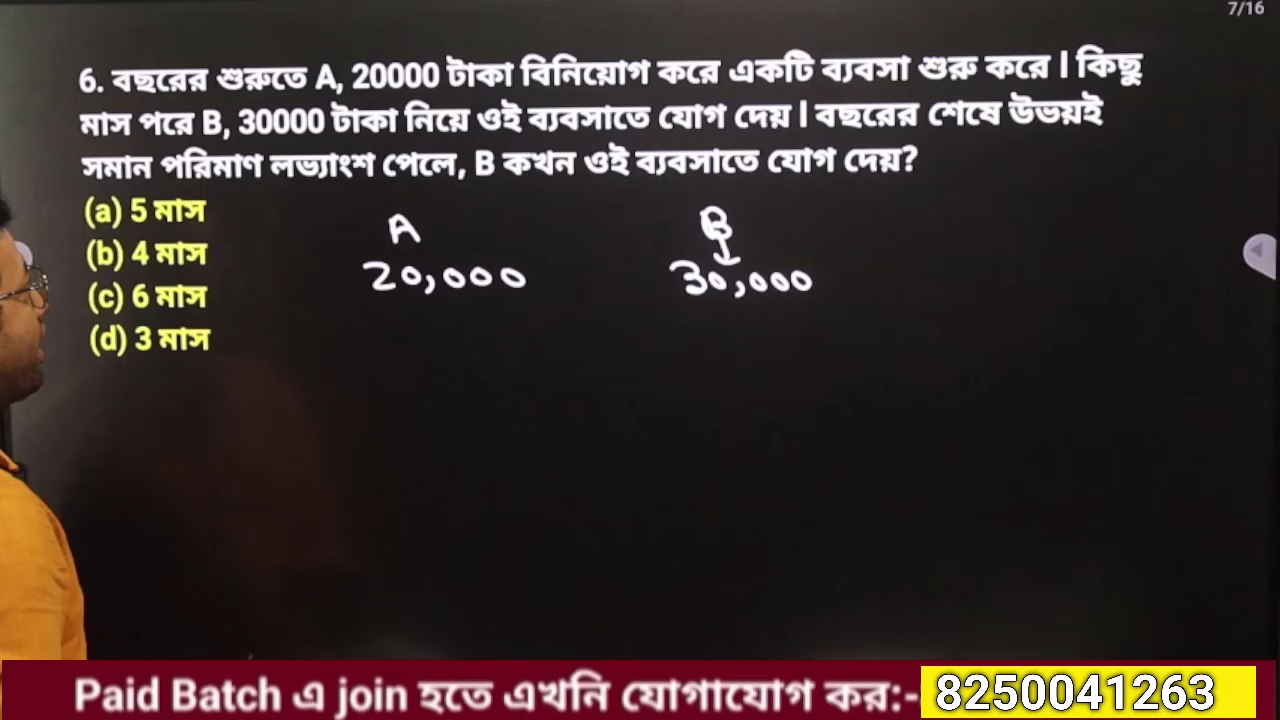 7/16
6. বছরের শুরুতে A, 20000 টাকা বিনিয়োগ করে একটি ব্যবসা শুরু করে l কিছু
মাস পরে B, 30000 টাকা নিয়ে ওই ব্যবসাতে যোগ দেয় l বছরের শেষে উভয়ই
সমান পরিমাণ লভ্যাংশ পেলে, B কখন ওই ব্যবসাতে যোগ দেয়?
(a) 5 মাস
(b) 4 মাস
(c) 6 মাস
(d) 3 মাস
A B
20,000 30,000
Paid Batch এ join হতে এখনি যোগাযোগ কর:- 8250041263